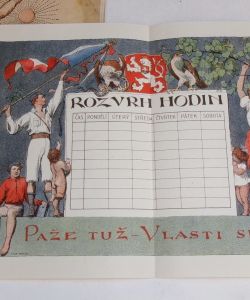 ROZVRH HODIN
ČAS PONDĚLÍ ÚTERÝ STŘEDA ČTVRTEK PÁTEK SOBOTA
PAŽE TUŽ-VLASTI